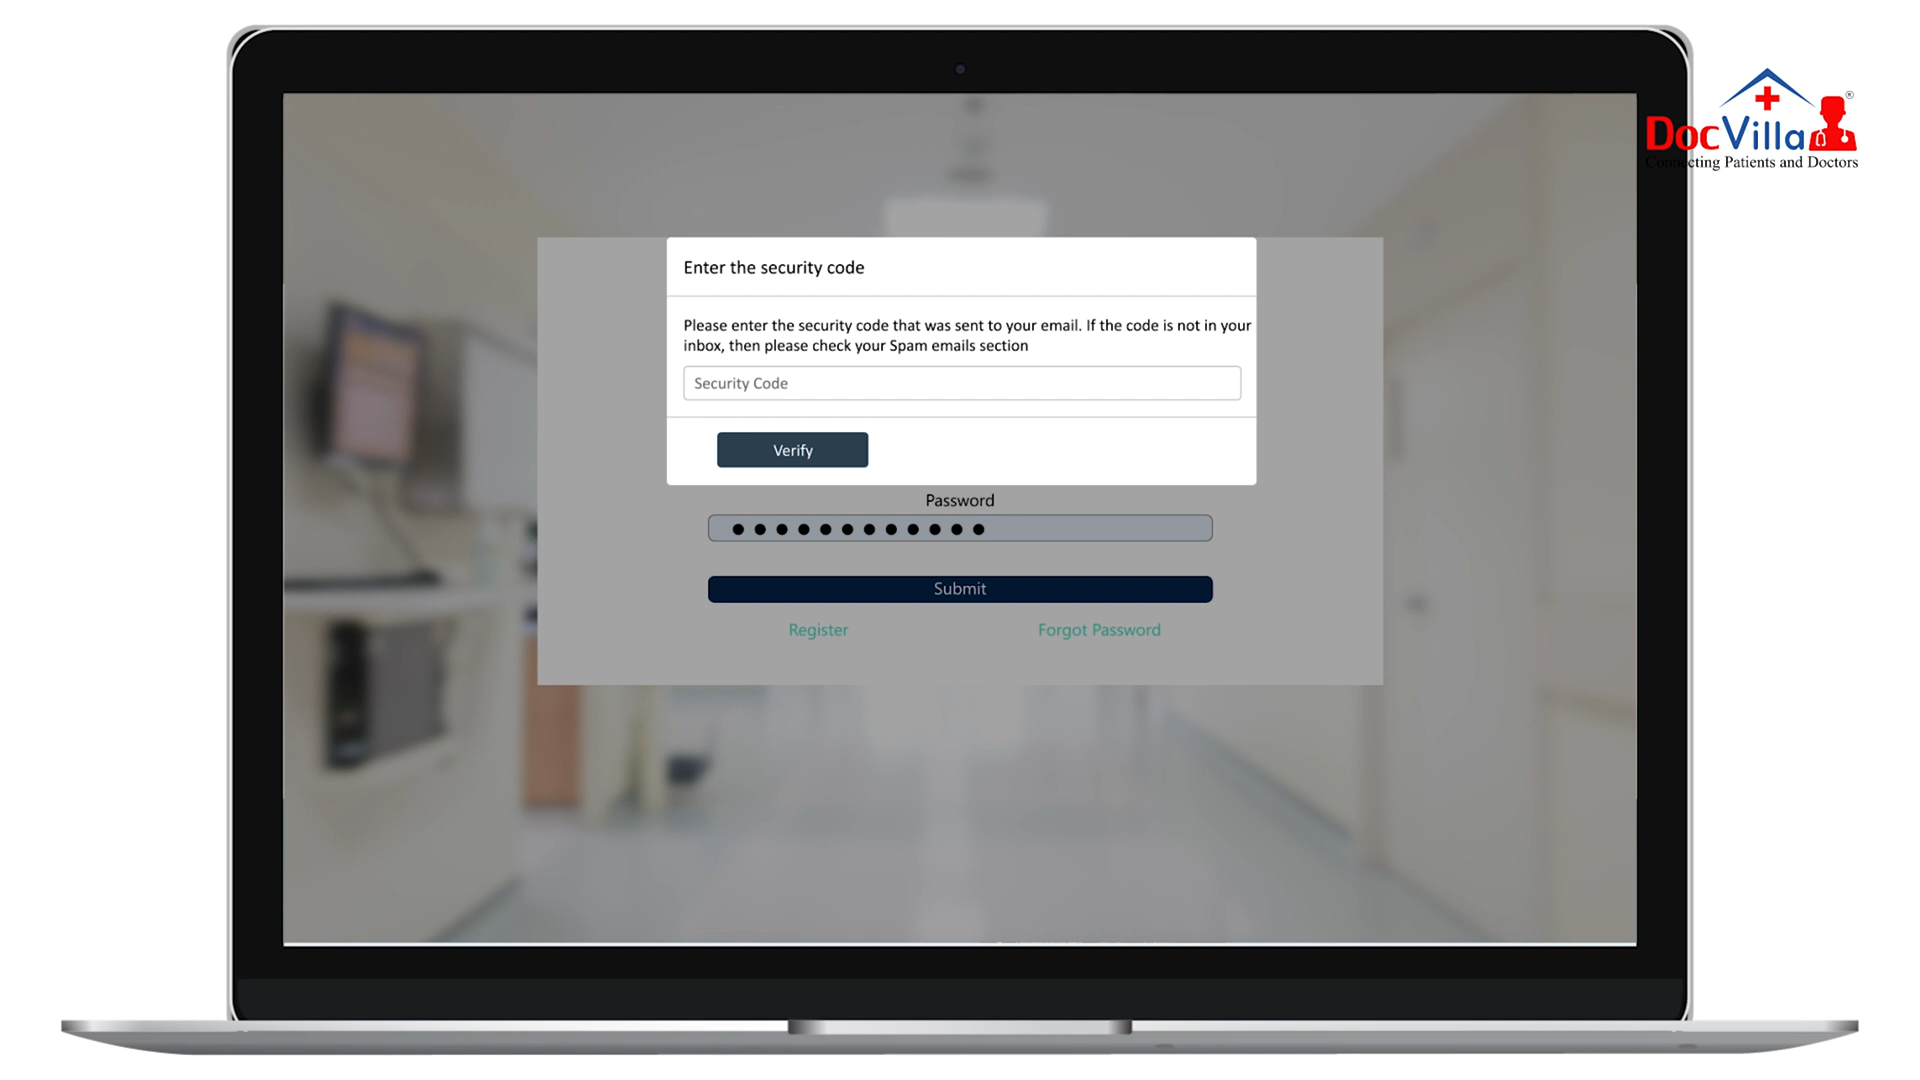 DocVilla®
Connecting Patients and Doctors
Enter the security code
Please enter the security code that was sent to your email. If the code is not in your
inbox, then please check your Spam emails section
Security Code
Verify
Password
Submit
Register Forgot Password